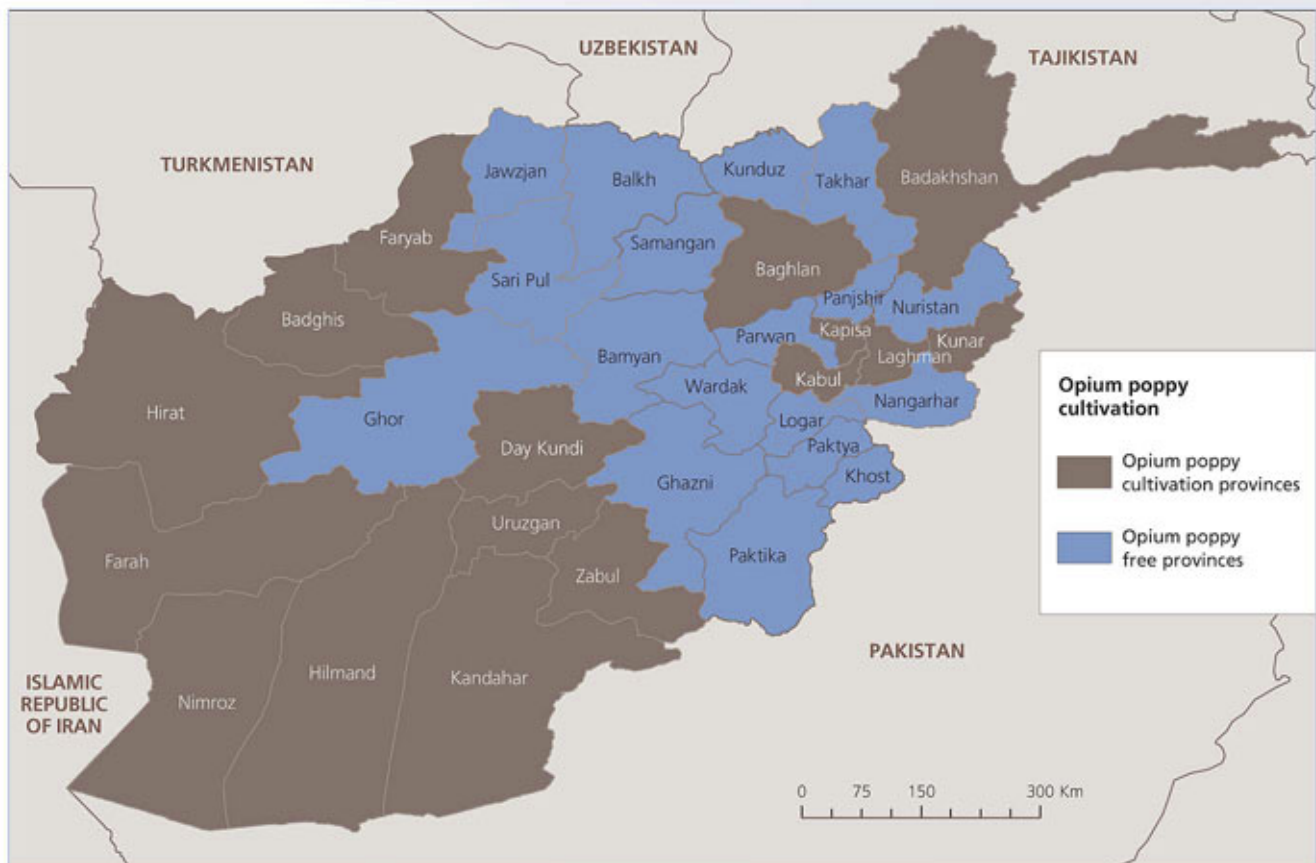 UZBEKISTAN
TAJIKISTAN
TURKMENISTAN
Jawzjan
Balkh
Kunduz
Takhar
Badakhshan
Faryab
Samangan
Baghlan
Sari Pul
Panjshir
Nuristan
Badghis
Parwan
Kapisa
Kunar
Bamyan
Laghman
Kabul
Wardak
Nangarhar
Hirat
Ghor
Logar
Day Kundi
Paktya
Ghazni
Khost
Uruzgan
Farah
Zabul
Paktika
Opium poppy
cultivation
Opium poppy
cultivation provinces
Opium poppy
free provinces
PAKISTAN
Hilmand
Kandahar
Nimroz
ISLAMIC
REPUBLIC
OF IRAN
0 75 150 300 Km